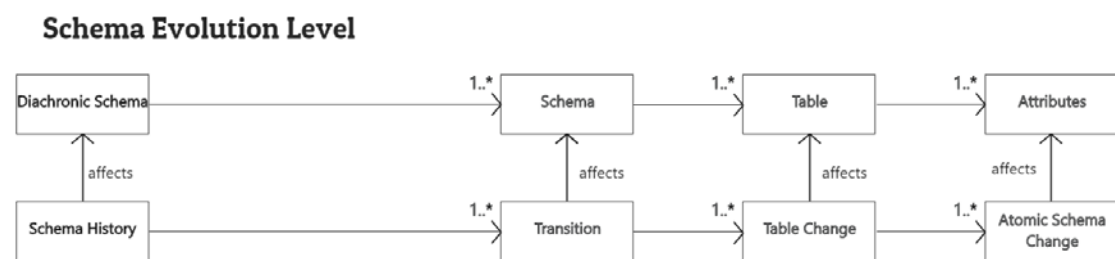 Schema Evolution Level
1..* 1..* 1..*
Diachronic Schema Schema Table Attributes
affects affects affects affects
1..* 1..* 1..*
Schema History Transition Table Change Atomic Schema
Change